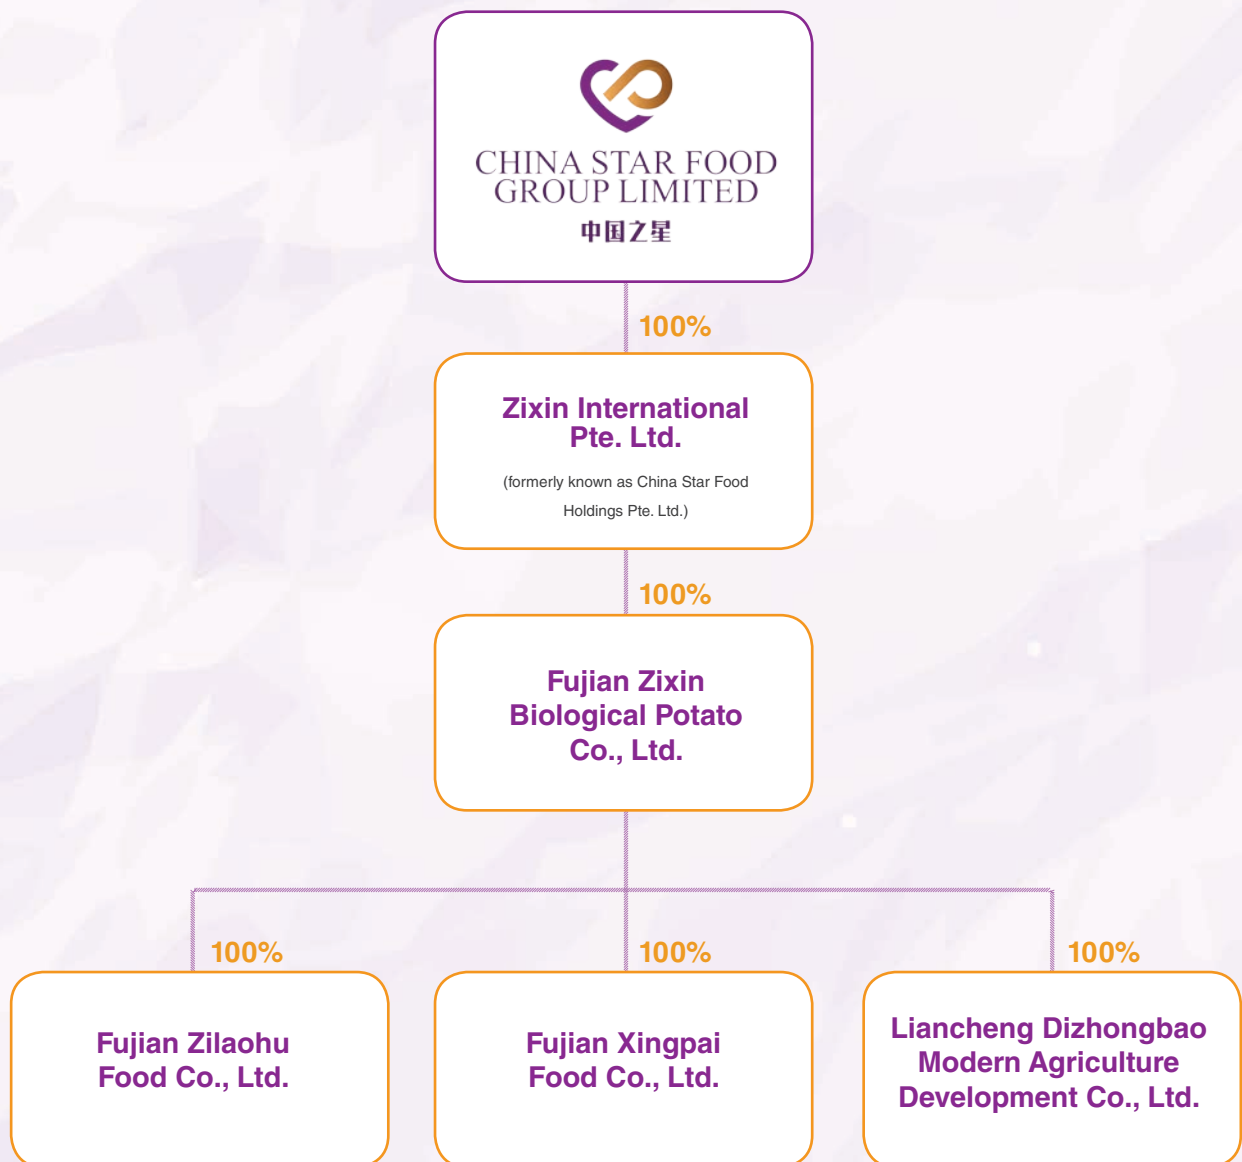 CHINA STAR FOOD
GROUP LIMITED
中国之星
100%
Zixin International
Pte. Ltd.
(formerly known as China Star Food
Holdings Pte. Ltd.)
100%
Fujian Zixin
Biological Potato
Co., Ltd.
100%
100%
100%
Fujian Zilaohu
Food Co., Ltd.
Fujian Xingpai
Food Co., Ltd.
Liancheng Dizhongbao
Modern Agriculture
Development Co., Ltd.